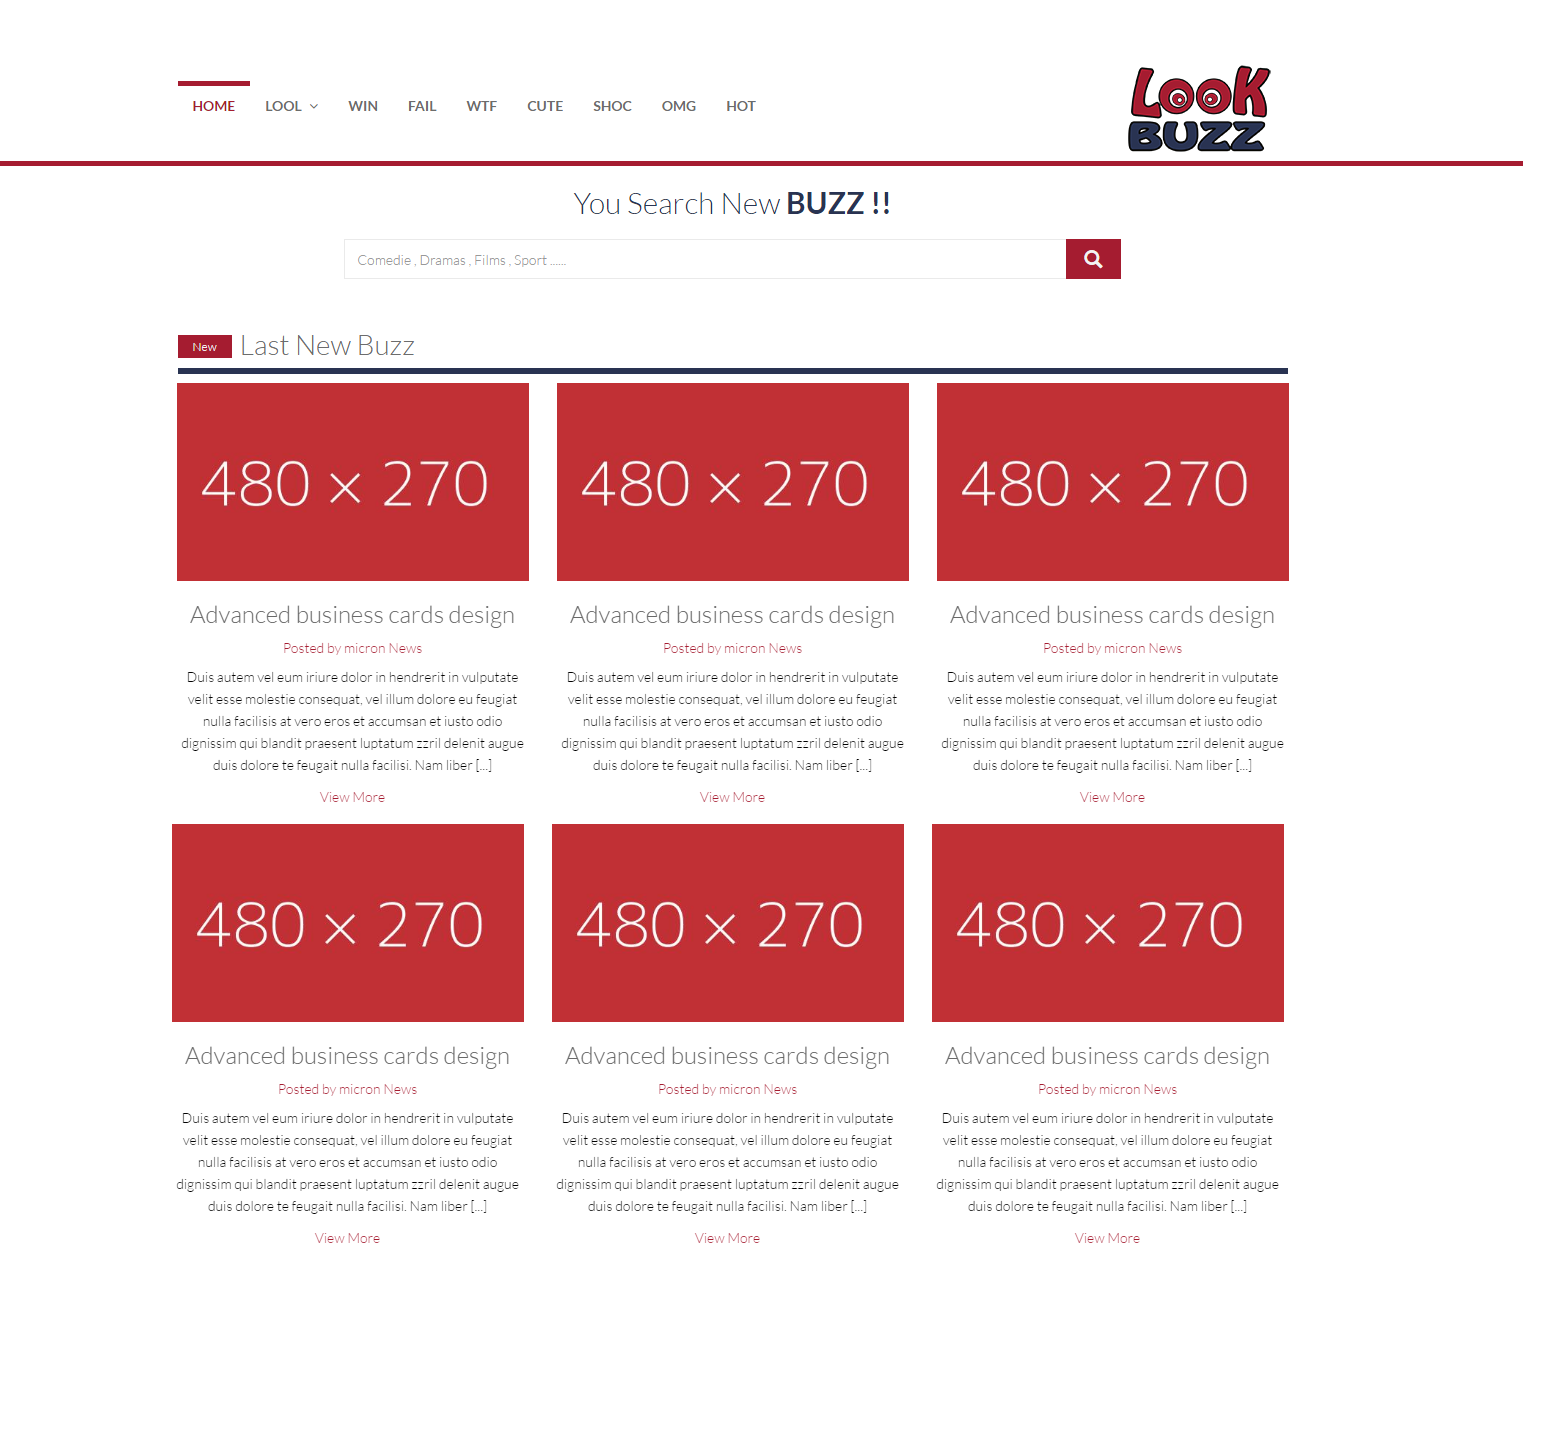 HOME LOOL WIN FAIL WTF CUTE SHOC OMG HOT
LOOK
BUZZ
You Search New BUZZ !!
Comedie , Dramas , Films , Sport ......
New Last New Buzz
480 × 270
480 × 270
480 × 270
Advanced business cards design
Posted by micron News
Duis autem vel eum iriure dolor in hendrerit in vulputate
velit esse molestie consequat, vel illum dolore eu feugiat
nulla facilisis at vero eros et accumsan et iusto odio
dignissim qui blandit praesent luptatum zzril delenit augue
duis dolore te feugait nulla facilisi. Nam liber [...]
View More
Advanced business cards design
Posted by micron News
Duis autem vel eum iriure dolor in hendrerit in vulputate
velit esse molestie consequat, vel illum dolore eu feugiat
nulla facilisis at vero eros et accumsan et iusto odio
dignissim qui blandit praesent luptatum zzril delenit augue
duis dolore te feugait nulla facilisi. Nam liber [...]
View More
Advanced business cards design
Posted by micron News
Duis autem vel eum iriure dolor in hendrerit in vulputate
velit esse molestie consequat, vel illum dolore eu feugiat
nulla facilisis at vero eros et accumsan et iusto odio
dignissim qui blandit praesent luptatum zzril delenit augue
duis dolore te feugait nulla facilisi. Nam liber [...]
View More
480 × 270
480 × 270
480 × 270
Advanced business cards design
Posted by micron News
Duis autem vel eum iriure dolor in hendrerit in vulputate
velit esse molestie consequat, vel illum dolore eu feugiat
nulla facilisis at vero eros et accumsan et iusto odio
dignissim qui blandit praesent luptatum zzril delenit augue
duis dolore te feugait nulla facilisi. Nam liber [...]
View More
Advanced business cards design
Posted by micron News
Duis autem vel eum iriure dolor in hendrerit in vulputate
velit esse molestie consequat, vel illum dolore eu feugiat
nulla facilisis at vero eros et accumsan et iusto odio
dignissim qui blandit praesent luptatum zzril delenit augue
duis dolore te feugait nulla facilisi. Nam liber [...]
View More
Advanced business cards design
Posted by micron News
Duis autem vel eum iriure dolor in hendrerit in vulputate
velit esse molestie consequat, vel illum dolore eu feugiat
nulla facilisis at vero eros et accumsan et iusto odio
dignissim qui blandit praesent luptatum zzril delenit augue
duis dolore te feugait nulla facilisi. Nam liber [...]
View More